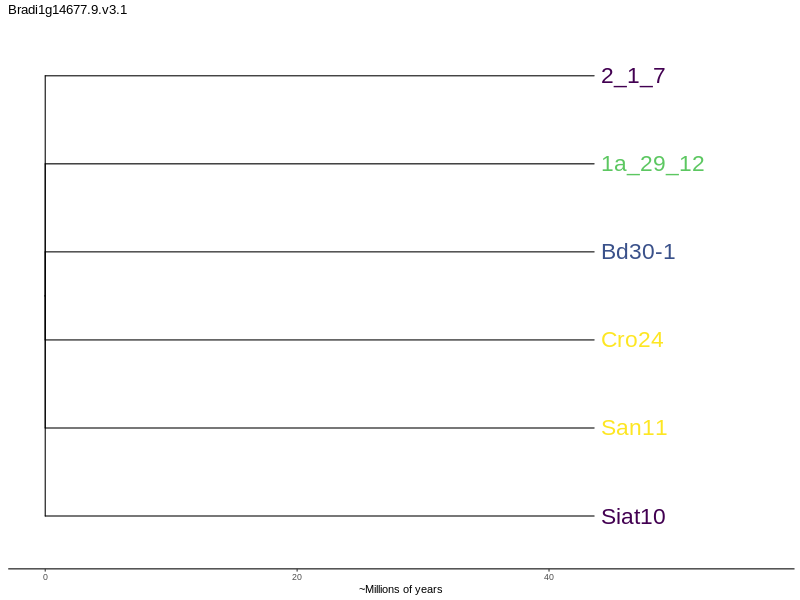 Bradi1g14677.9.v3.1
2_1_7
1a_29_12
Bd30-1
Cro24
San11
Siat10
0 20 40
~Millions of years